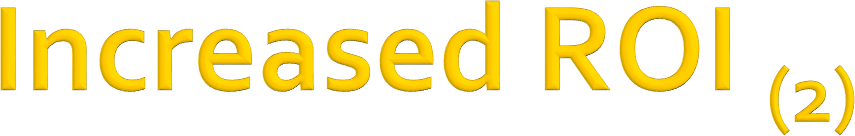 Increased ROI (2)